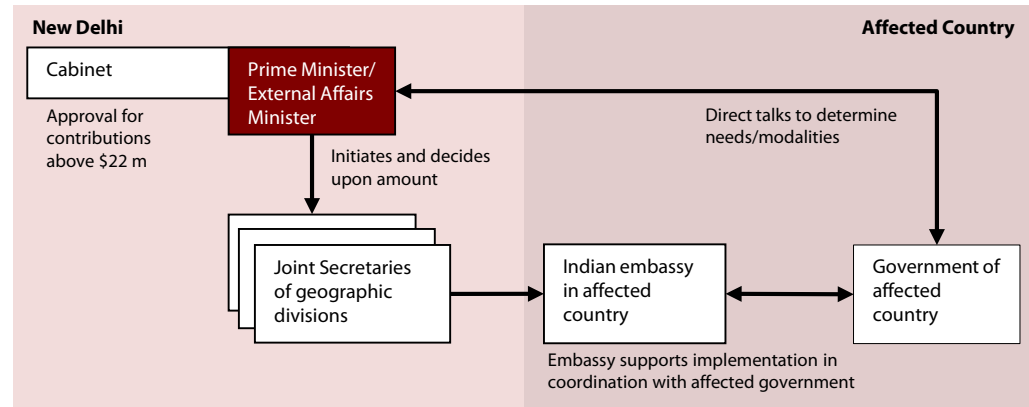 New Delhi
Affected Country
Cabinet
Prime Minister/
External Affairs
Minister
Approval for
contributions
above $22 m
Direct talks to determine
needs/modalities
Initiates and decides
upon amount
Joint Secretaries
of geographic
divisions
Indian embassy
in affected
country
Government of
affected
country
Embassy supports implementation in
coordination with affected government